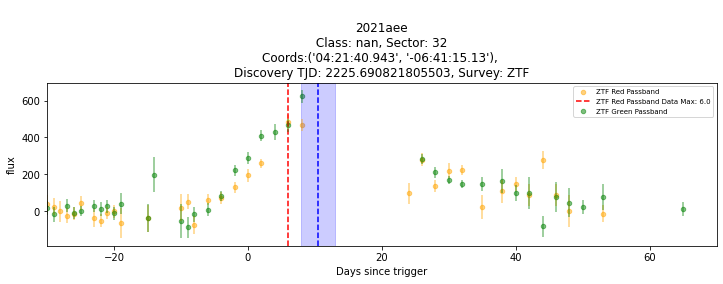 2021aee
Class: nan, Sector: 32
Coords:('04:21:40.943', '-06:41:15.13'),
Discovery TJD: 2225.690821805503, Survey: ZTF
ZTF Red Passband
ZTF Red Passband Data Max: 6.0
ZTF Green Passband
600
400
200
0
flux
−20
0
20
40
60
Days since trigger